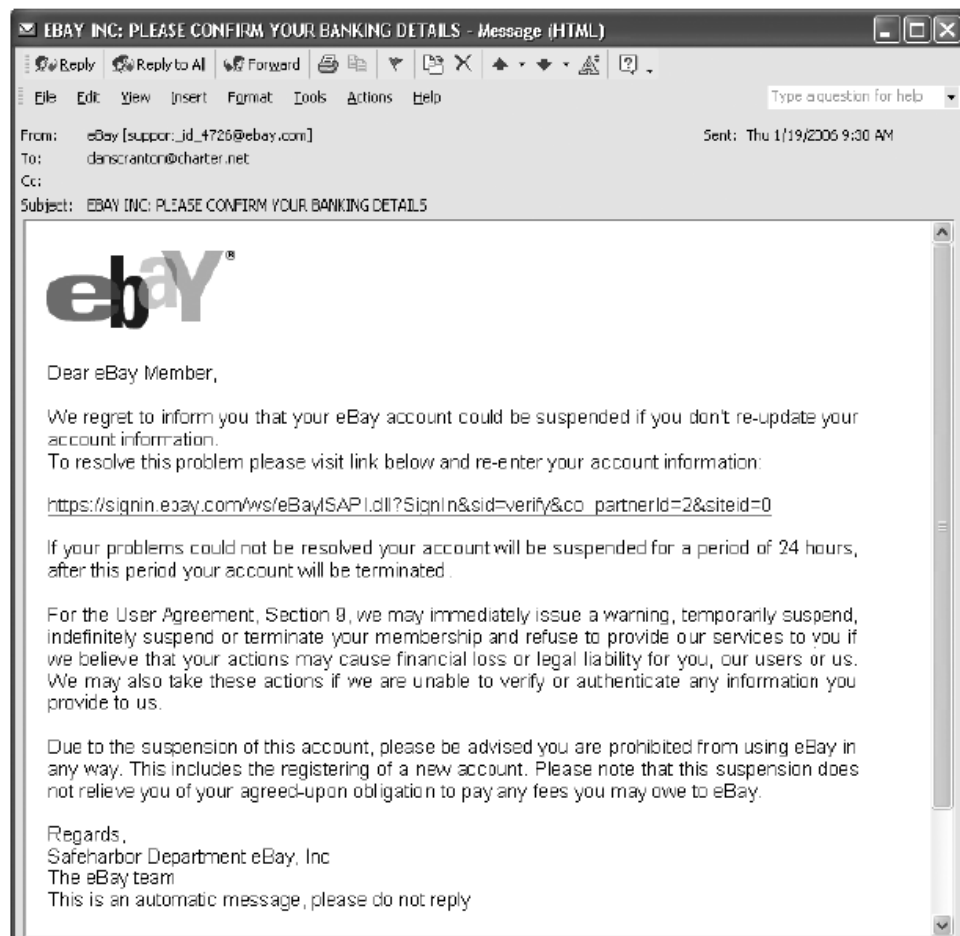 EBAY INC: PLEASE CONFIRM YOUR BANKING DETAILS - Message (HTML)
Reply Reply to All Forward
File Edit View Insert Format Tools Actions Help Type a question for help
From: eBay [support_id_4726@ebay.com] Sent: Thu 1/19/2006 9:30 AM
To: danscranton@charter.net
Cc:
Subject: EBAY INC: PLEASE CONFIRM YOUR BANKING DETAILS
ebaY®
Dear eBay Member,
We regret to inform you that your eBay account could be suspended if you don't re-update your
account information.
To resolve this problem please visit link below and re-enter your account information:
https://signin.ebay.com/ws/eBayISAPI.dll?SignIn&sid=verify&co_partnerId=2&siteid=0
If your problems could not be resolved your account will be suspended for a period of 24 hours,
after this period your account will be terminated.
For the User Agreement, Section 9, we may immediately issue a warning, temporarily suspend,
indefinitely suspend or terminate your membership and refuse to provide our services to you if
we believe that your actions may cause financial loss or legal liability for you, our users or us.
We may also take these actions if we are unable to verify or authenticate any information you
provide to us.
Due to the suspension of this account, please be advised you are prohibited from using eBay in
any way. This includes the registering of a new account. Please note that this suspension does
not relieve you of your agreed-upon obligation to pay any fees you may owe to eBay.
Regards,
Safeharbor Department eBay, Inc
The eBay team
This is an automatic message, please do not reply